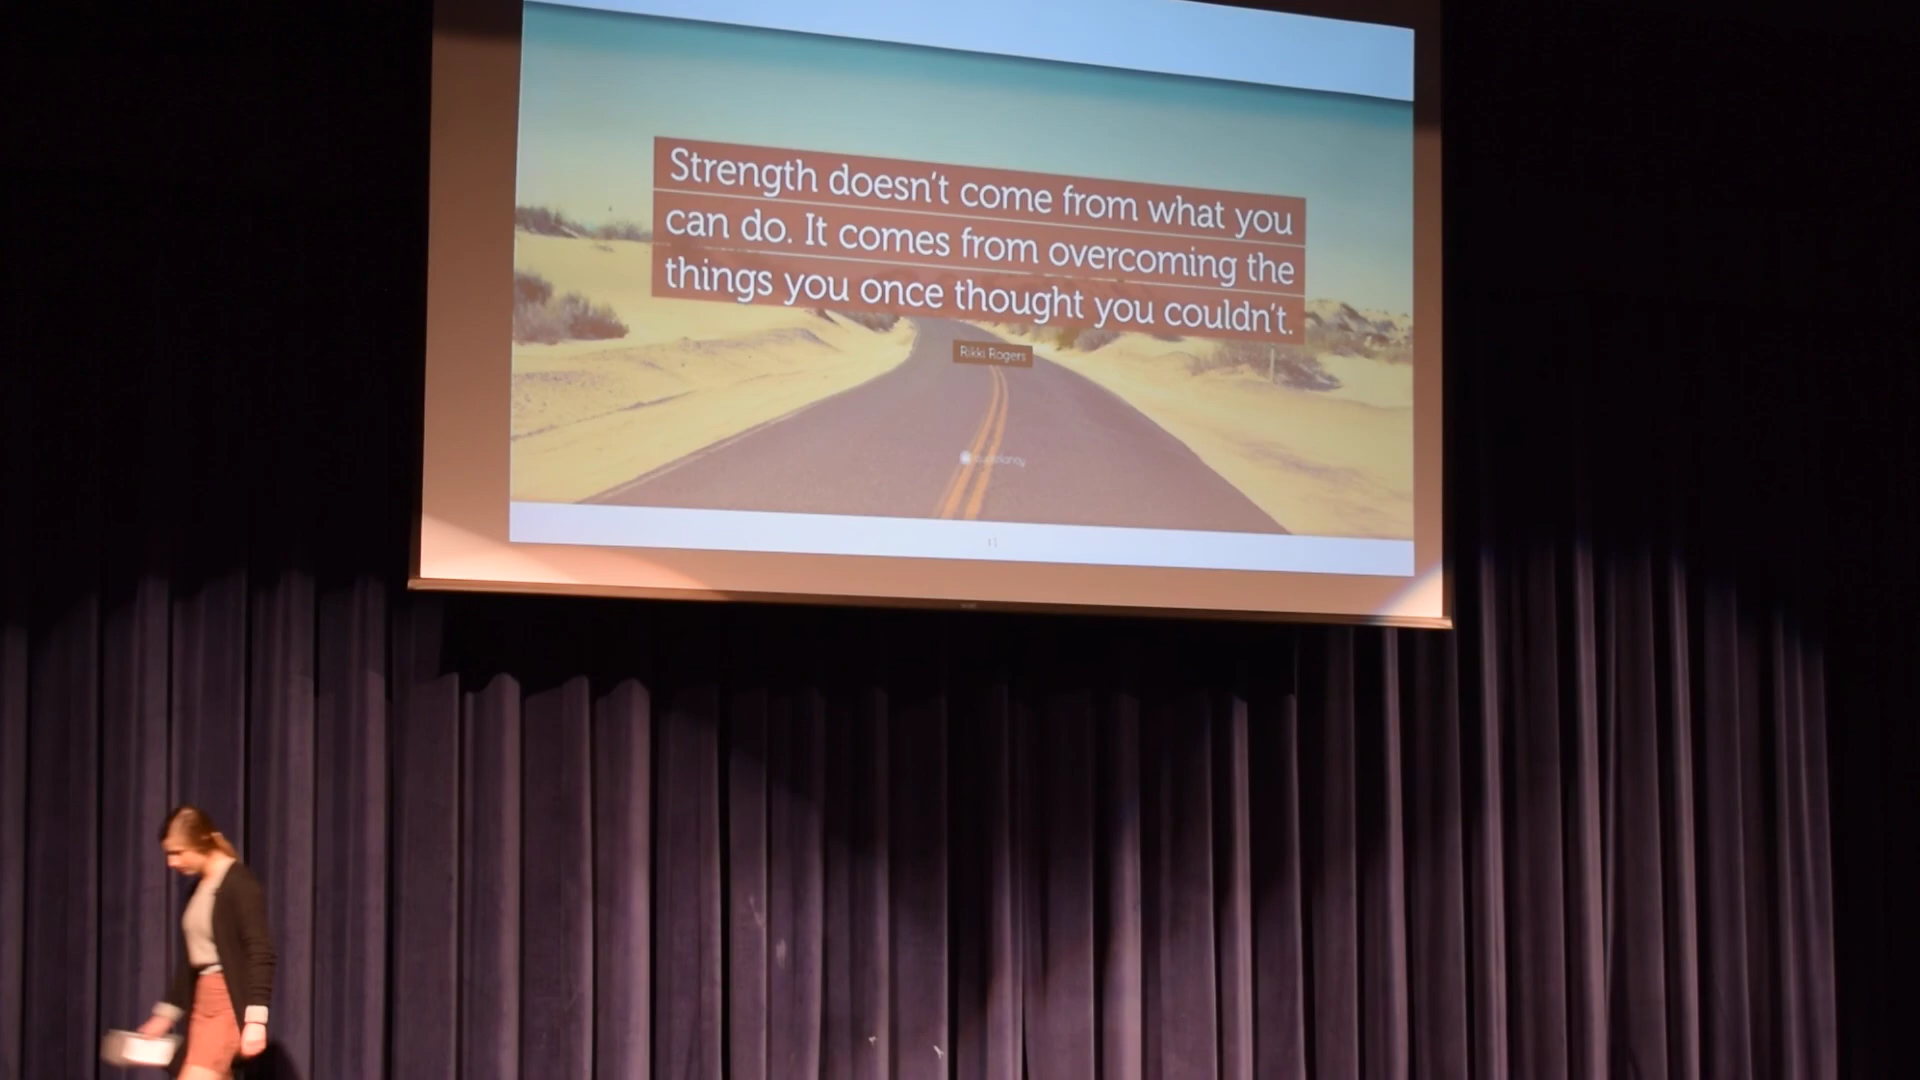 Strength doesn't come from what you
can do. It comes from overcoming the
things you once thought you couldn't.
Rikki Rogers